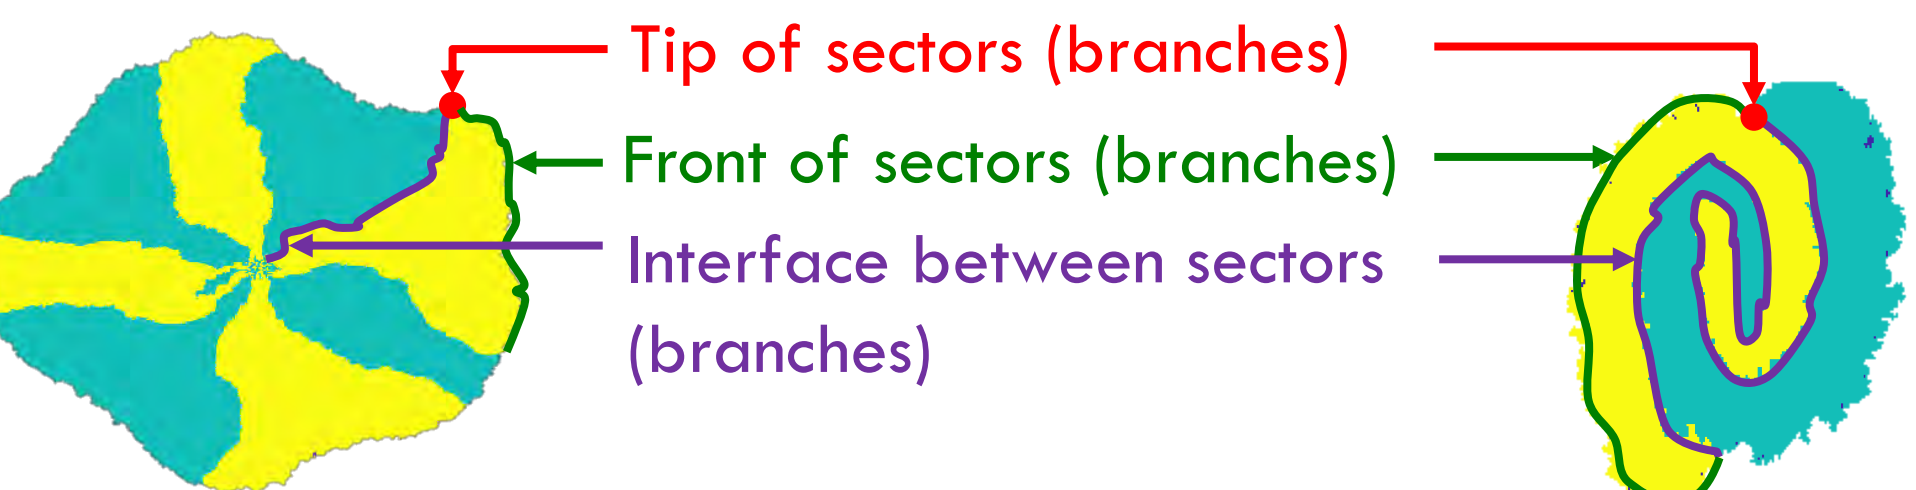 Tip of sectors (branches)
Front of sectors (branches)
Interface between sectors
(branches)